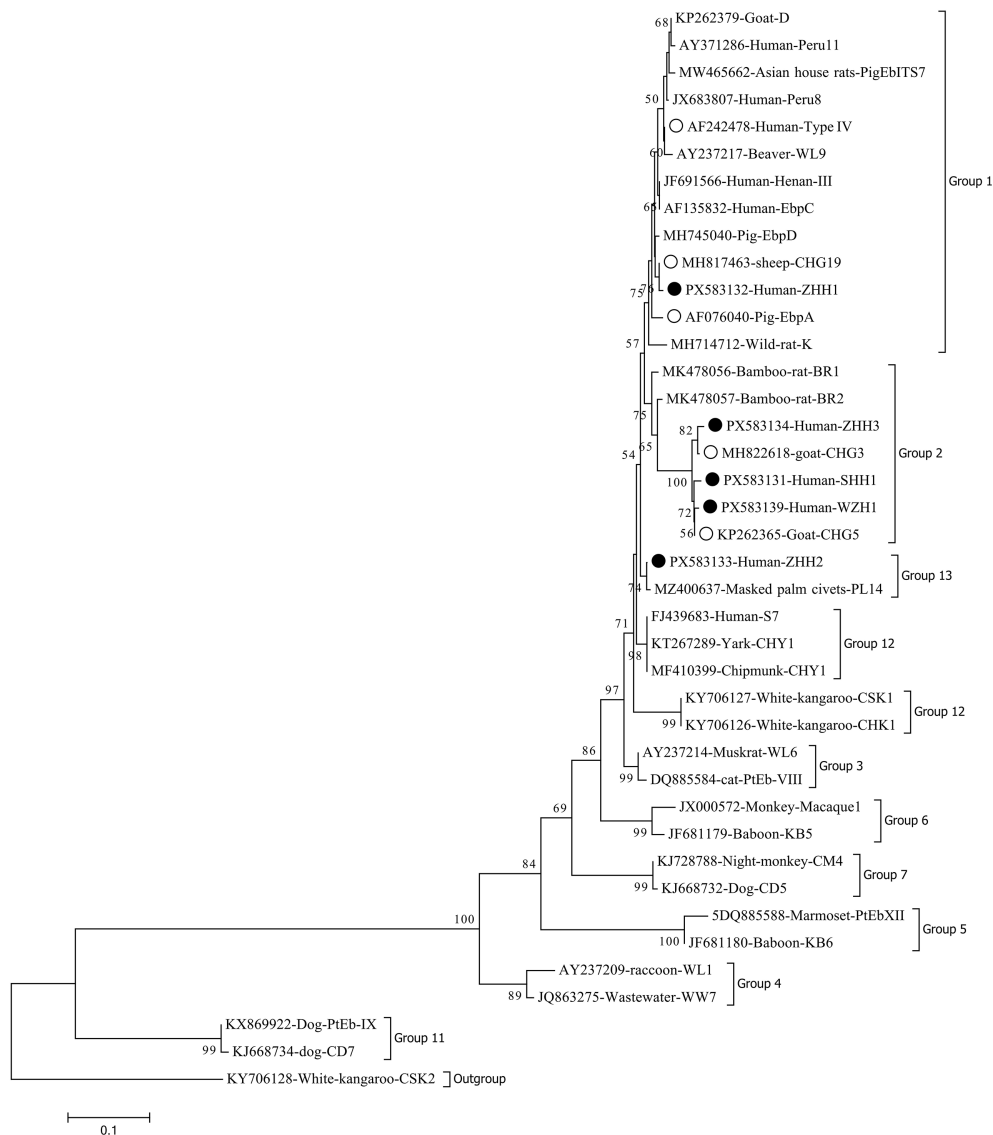 KP262379-Goat-D
68
AY371286-Human-Peru11
MW465662-Asian house rats-PigEbITS7
JX683807-Human-Peru8
50
AF242478-Human-Type IV
AY237217-Beaver-WL9
60
JF691566-Human-Henan-III
Group 1
AF135832-Human-EbpC
65
MH745040-Pig-EbpD
MH817463-sheep-CHG19
PX583132-Human-ZHH1
76
75
AF076040-Pig-EbpA
MH714712-Wild-rat-K
57
MK478056-Bamboo-rat-BR1
MK478057-Bamboo-rat-BR2
75
PX583134-Human-ZHH3
82
65
MH822618-goat-CHG3
Group 2
54
PX583131-Human-SHH1
100
PX583139-Human-WZH1
72
KP262365-Goat-CHG5
56
PX583133-Human-ZHH2
Group 13
MZ400637-Masked palm civets-PL14
74
FJ439683-Human-S7
71
KT267289-Yark-CHY1
Group 12
98
MF410399-Chipmunk-CHY1
97
KY706127-White-kangaroo-CSK1
Group 12
KY706126-White-kangaroo-CHK1
99
86
AY237214-Muskrat-WL6
Group 3
DQ885584-cat-PtEb-VIII
99
JX000572-Monkey-Macaque1
69
Group 6
JF681179-Baboon-KB5
99
KJ728788-Night-monkey-CM4
84
Group 7
KJ668732-Dog-CD5
99
5DQ885588-Marmoset-PtEbXII
100
Group 5
JF681180-Baboon-KB6
100
AY237209-raccoon-WL1
Group 4
JQ863275-Wastewater-WW7
89
KX869922-Dog-PtEb-IX
Group 11
KJ668734-dog-CD7
99
KY706128-White-kangaroo-CSK2
Outgroup
0.1